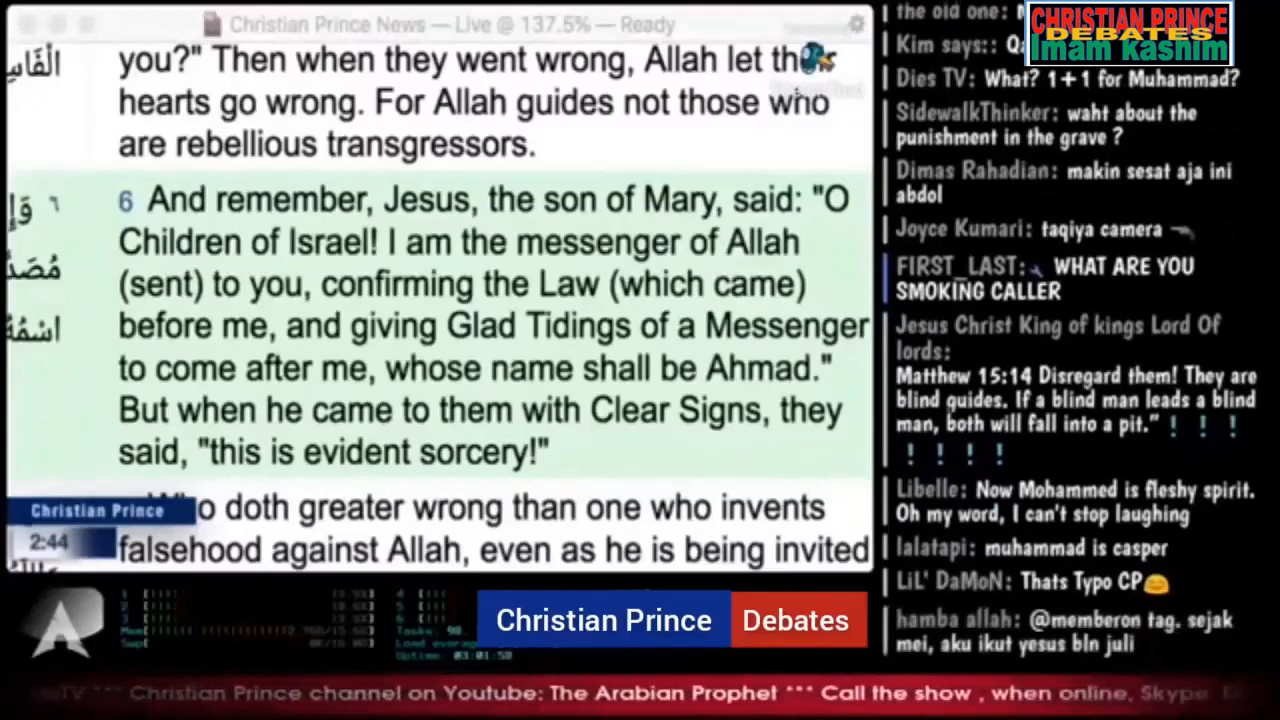 Christian Prince News — Live @ 137.5% — Ready
you?" Then when they went wrong, Allah let their
hearts go wrong. For Allah guides not those who
are rebellious transgressors.
6 And remember, Jesus, the son of Mary, said: "O
Children of Israel! I am the messenger of Allah
(sent) to you, confirming the Law (which came)
before me, and giving Glad Tidings of a Messenger
to come after me, whose name shall be Ahmad."
But when he came to them with Clear Signs, they
said, "this is evident sorcery!"
o doth greater wrong than one who invents
falsehood against Allah, even as he is being invited
٦
Christian Prince
2:44
Christian Prince Debates
CHRISTIAN PRINCE
DEBATES
Imam Kashim
the old one:
Kim says::
Dies TV: What? 1+1 for Muhammad?
SidewalkThinker: waht about the
punishment in the grave ?
Dimas Rahadian: makin sesat aja ini
abdol
Joyce Kumari: taqiya camera
FIRST_LAST: WHAT ARE YOU
SMOKING CALLER
Jesus Christ King of kings Lord Of
lords:
Matthew 15:14 Disregard them! They are
blind guides. If a blind man leads a blind
man, both will fall into a pit.” ! ! !
! ! ! !
Libelle: Now Mohammed is fleshy spirit.
Oh my word, I can't stop laughing
lalatapi: muhammad is casper
LiL' DaMoN: Thats Typo CP😊
hamba allah: @memberon tag. sejak
mei, aku ikut yesus bln juli
Uptime: 03:01:50
TV *** Christian Prince channel on Youtube: The Arabian Prophet *** Call the show , when online, Skype